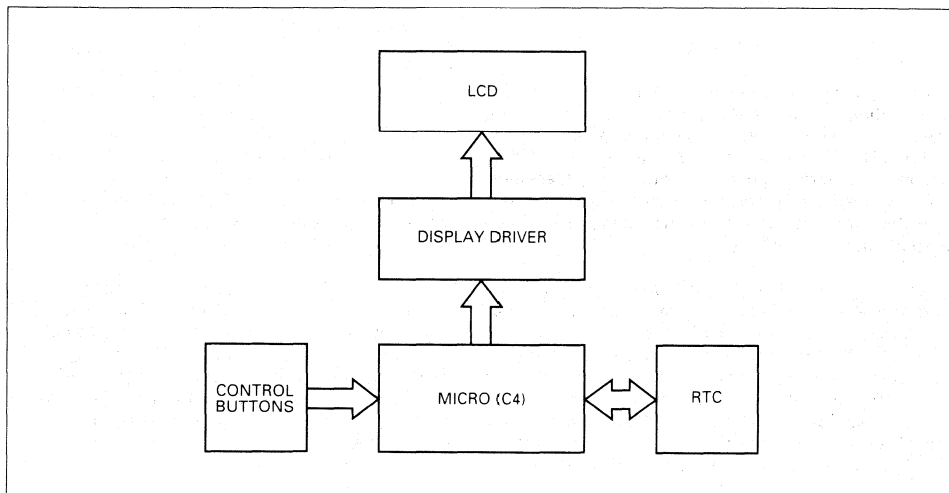 LCD
DISPLAY DRIVER
CONTROL
BUTTONS
MICRO (C4)
RTC